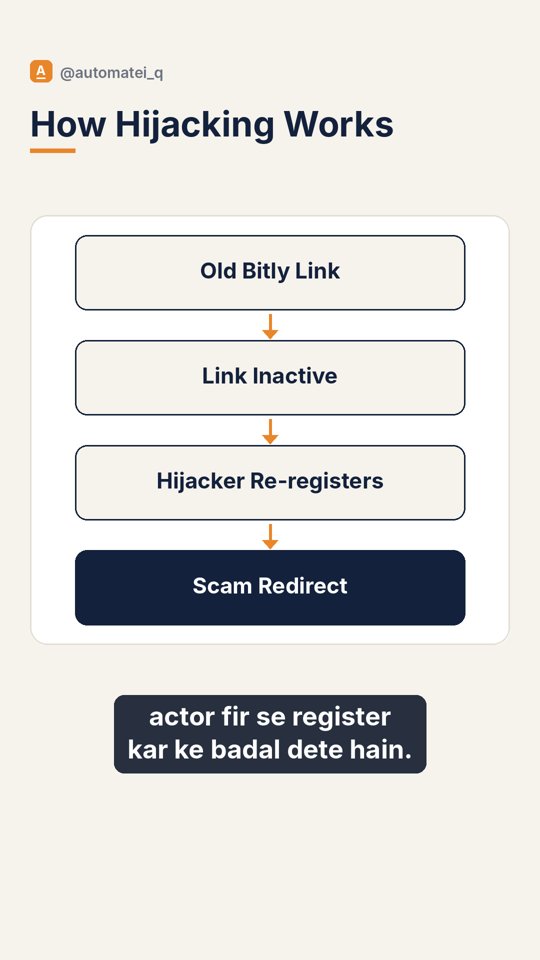 A
@automatei_q
How Hijacking Works
Old Bitly Link
Link Inactive
Hijacker Re-registers
Scam Redirect
actor fir se register
kar ke badal dete hain.